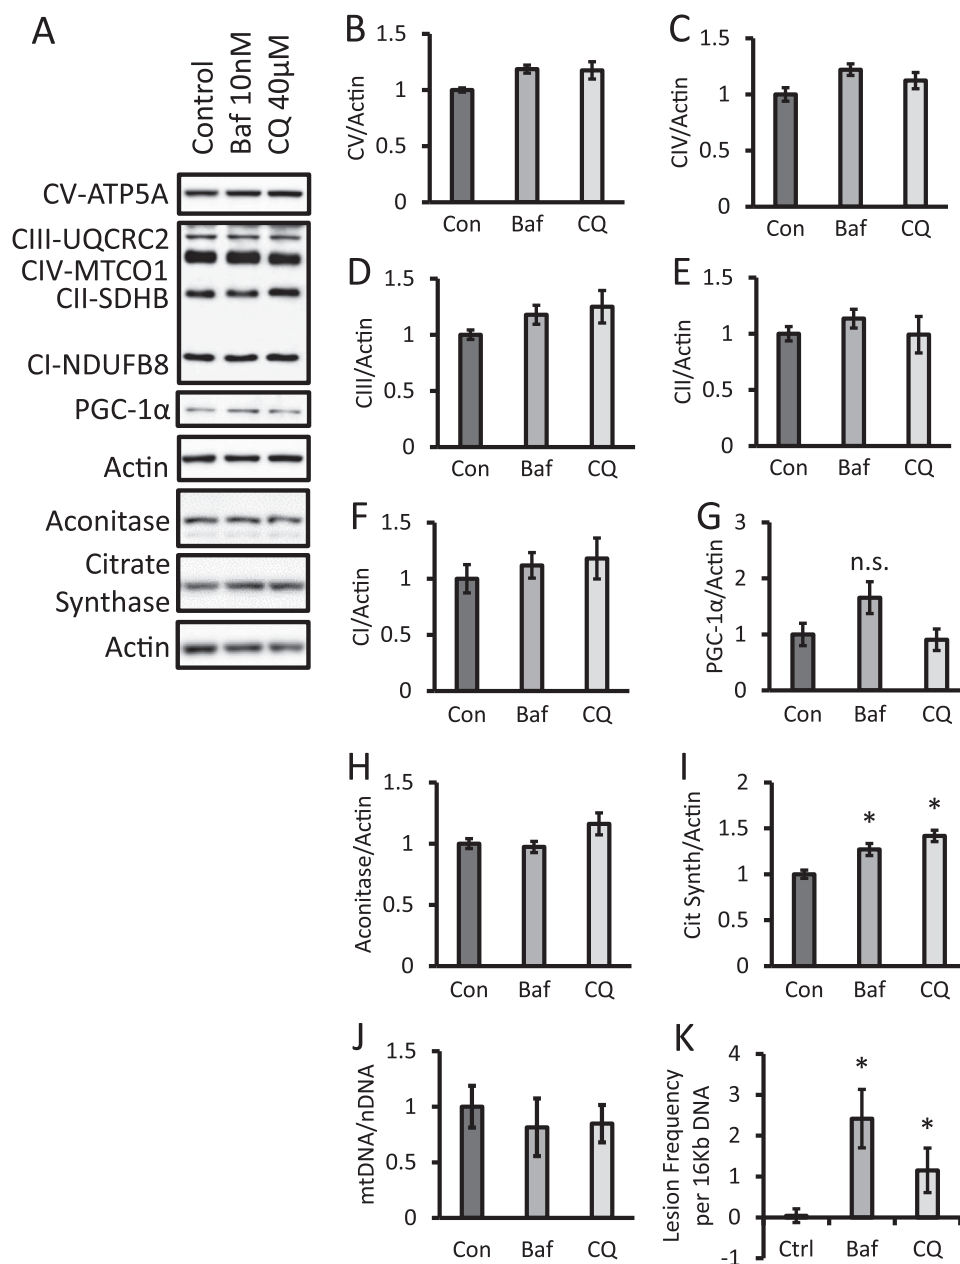 A
Control
Baf 10nM
CQ 40µM
CV-ATP5A
CIII-UQCRC2
CIV-MTCO1
CII-SDHB
CI-NDUFB8
PGC-1α
Actin
Aconitase
Citrate
Synthase
Actin
B
CV/Actin
1.5
1
0.5
0
Con Baf CQ
C
CIV/Actin
1.5
1
0.5
0
Con Baf CQ
D
CIII/Actin
1.5
1
0.5
0
Con Baf CQ
E
CII/Actin
1.5
1
0.5
0
Con Baf CQ
F
CI/Actin
1.5
1
0.5
0
Con Baf CQ
G
PGC-1α/Actin
3
2
1
0
n.s.
Con Baf CQ
H
Aconitase/Actin
1.5
1
0.5
0
Con Baf CQ
I
Cit Synth/Actin
2
1.5
1
0.5
0
* *
Con Baf CQ
J
mtDNA/nDNA
1.5
1
0.5
0
Con Baf CQ
K
Lesion Frequency
per 16Kb DNA
4
3
2
1
0
-1
* *
Ctrl Baf CQ